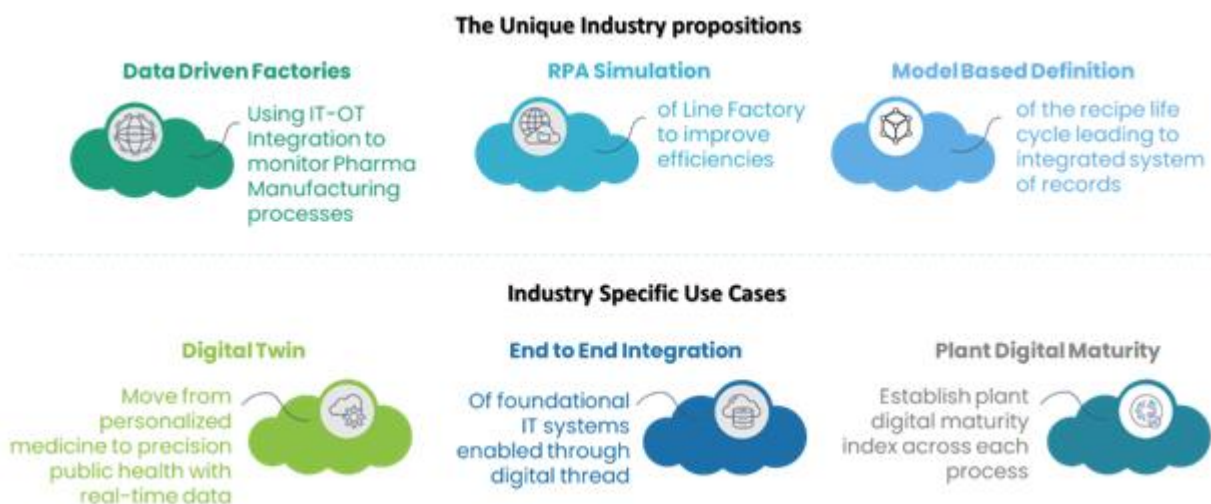 The Unique Industry propositions
Data Driven Factories
Using IT-OT
Integration to
monitor Pharma
Manufacturing
processes
RPA Simulation
of Line Factory
to improve
efficiencies
Model Based Definition
of the recipe life
cycle leading to
integrated system
of records
Industry Specific Use Cases
Digital Twin
Move from
personalized
medicine to precision
public health with
real-time data
End to End Integration
Of foundational
IT systems
enabled through
digital thread
Plant Digital Maturity
Establish plant
digital maturity
index across each
process